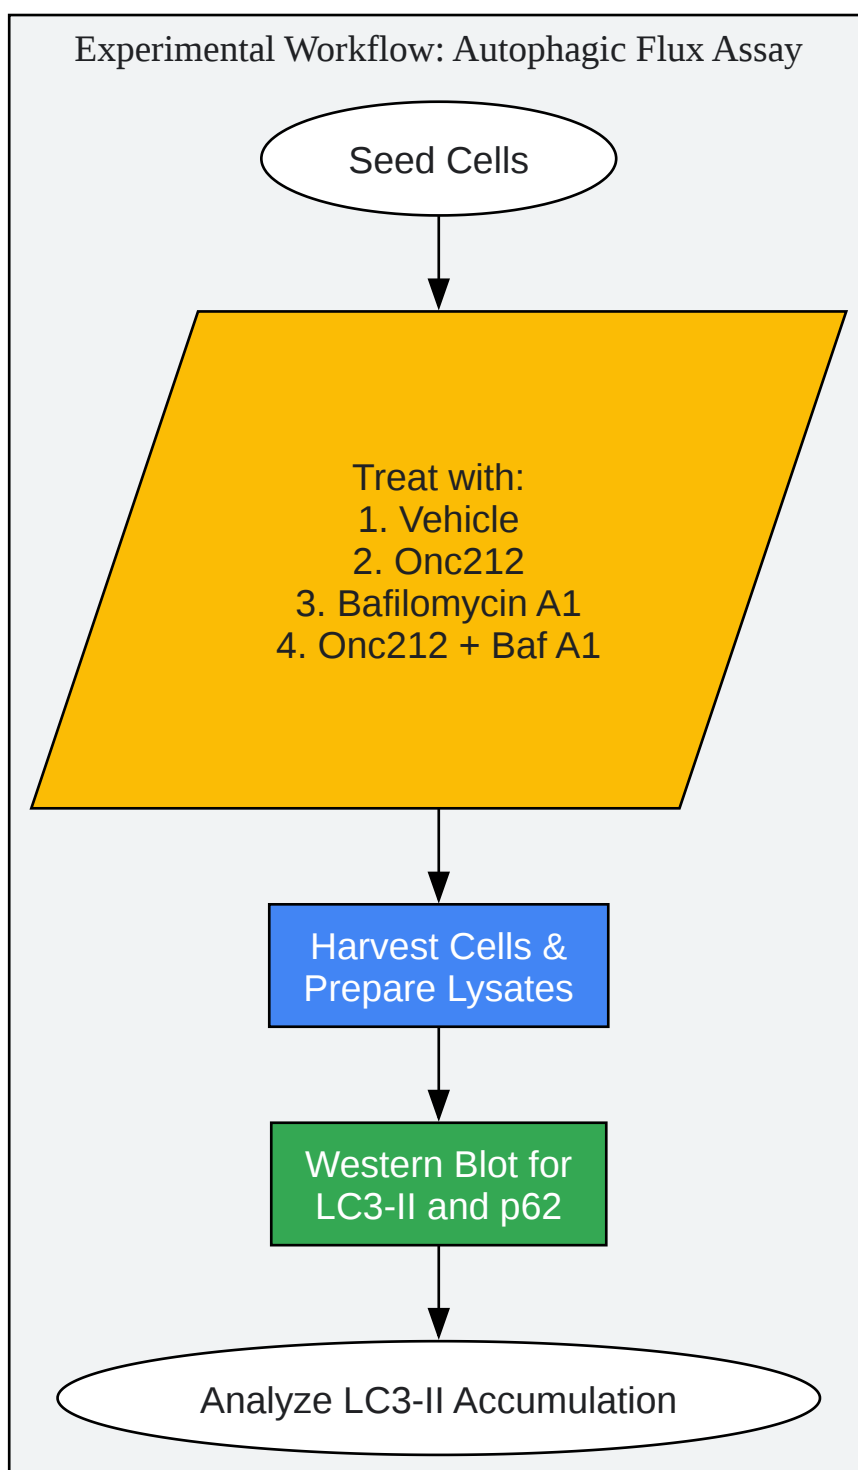 Experimental Workflow: Autophagic Flux Assay
Seed Cells
Treat with:
1. Vehicle
2. Onc212
3. Bafilomycin A1
4. Onc212 + Baf A1
Harvest Cells &
Prepare Lysates
Western Blot for
LC3-II and p62
Analyze LC3-II Accumulation